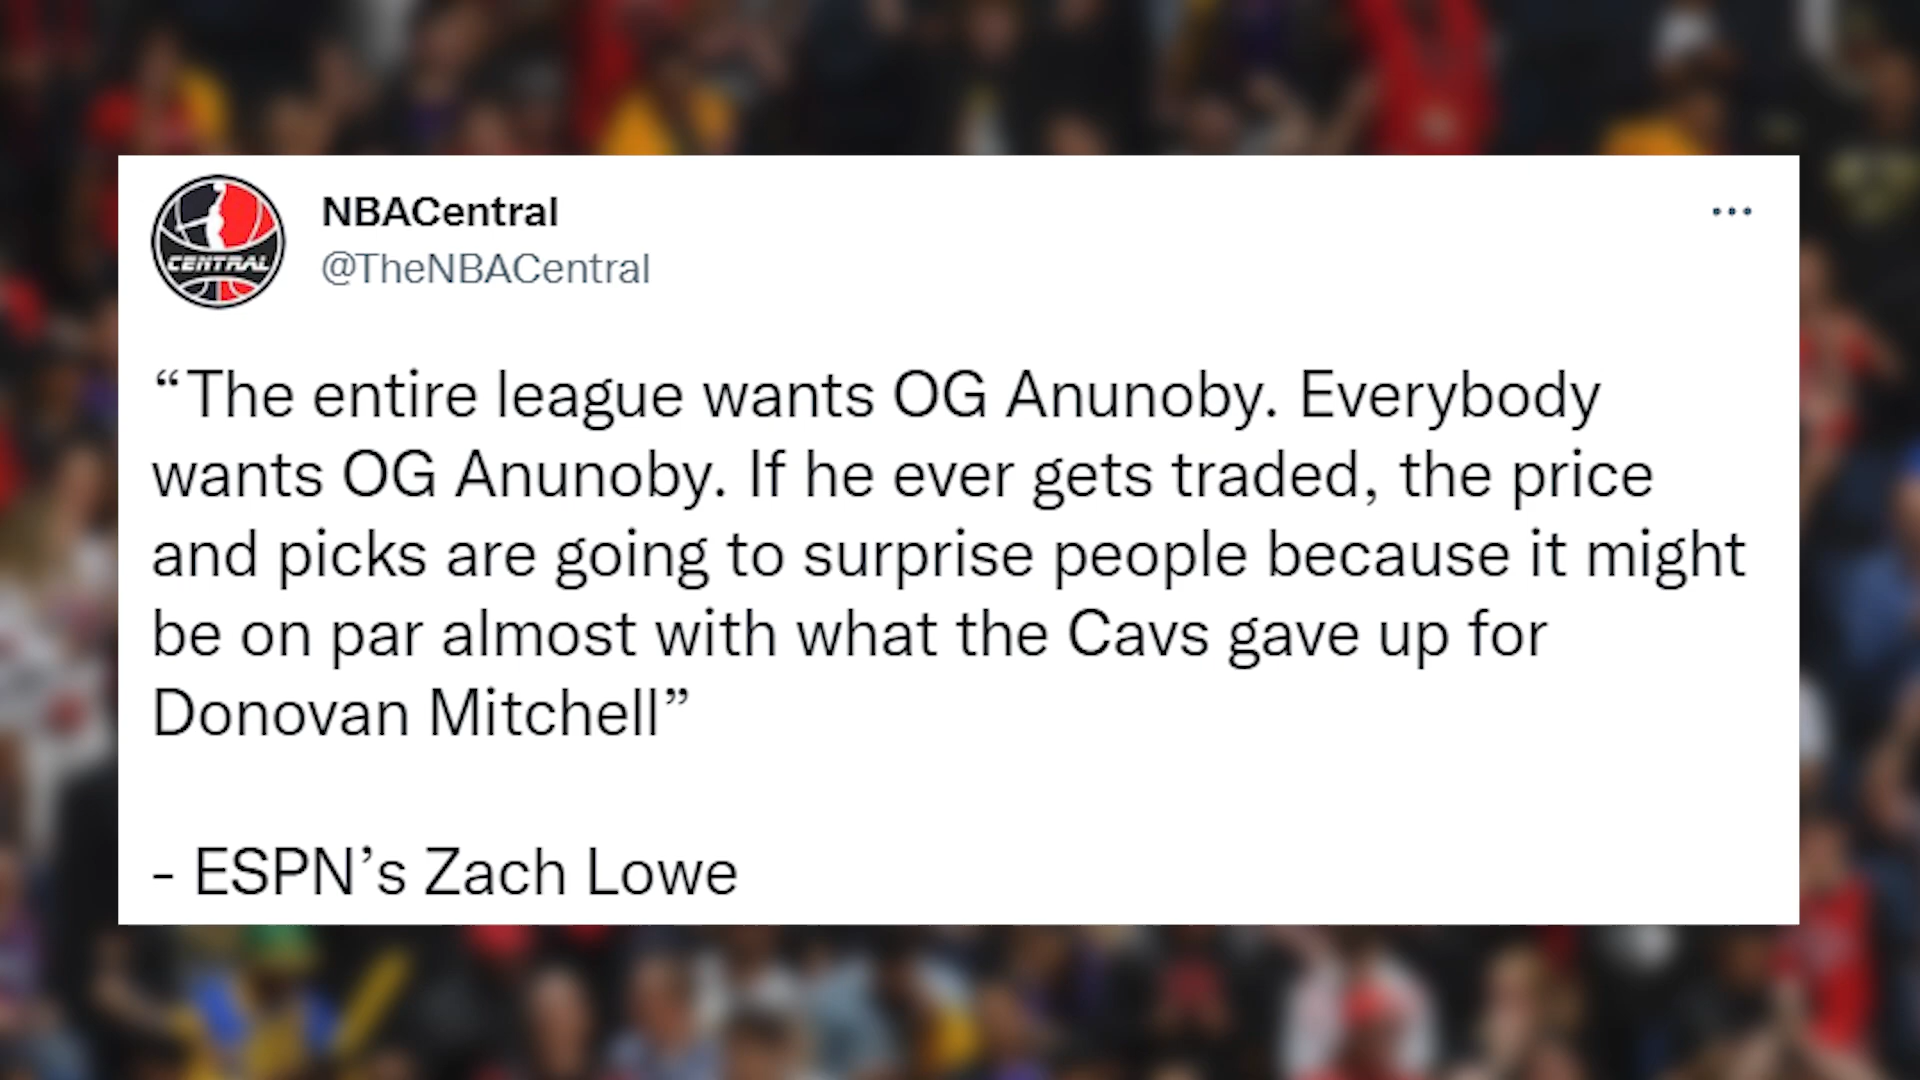 CENTRAL
NBACentral
@TheNBACentral
“The entire league wants OG Anunoby. Everybody
wants OG Anunoby. If he ever gets traded, the price
and picks are going to surprise people because it might
be on par almost with what the Cavs gave up for
Donovan Mitchell”
- ESPN’s Zach Lowe